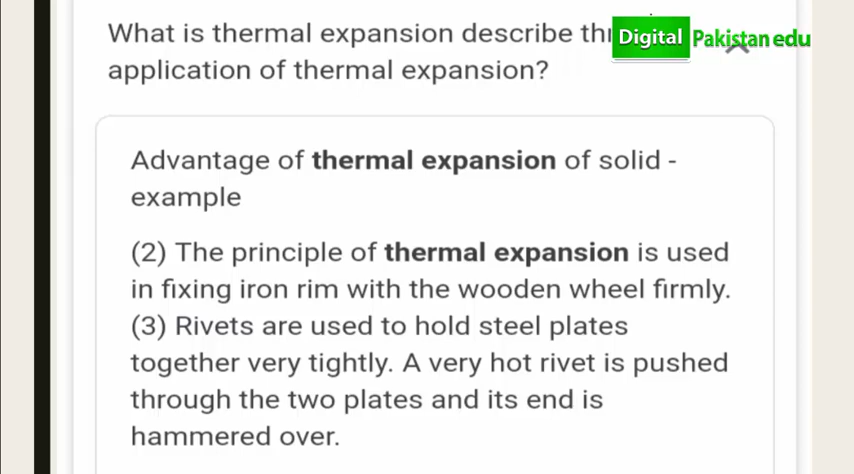 What is thermal expansion describe
Digital Pakistan edu
application of thermal expansion?
Advantage of thermal expansion of solid -
example
(2) The principle of thermal expansion is used
in fixing iron rim with the wooden wheel firmly.
(3) Rivets are used to hold steel plates
together very tightly. A very hot rivet is pushed
through the two plates and its end is
hammered over.